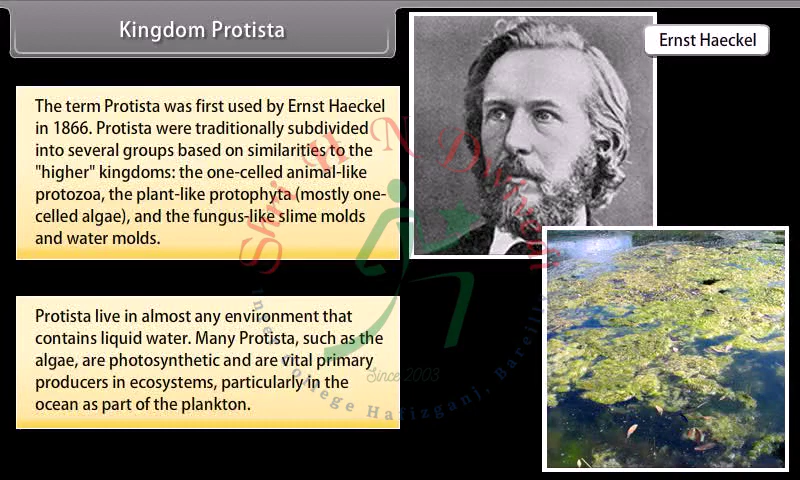 Kingdom Protista
Ernst Haeckel
The term Protista was first used by Ernst Haeckel
in 1866. Protista were traditionally subdivided
into several groups based on similarities to the
"higher" kingdoms: the one-celled animal-like
protozoa, the plant-like protophyta (mostly one-
celled algae), and the fungus-like slime molds
and water molds.
Protista live in almost any environment that
contains liquid water. Many Protista, such as the
algae, are photosynthetic and are vital primary
producers in ecosystems, particularly in the
ocean as part of the plankton.
Shri H N
Since 2003
College Hafizganj, Bareilly